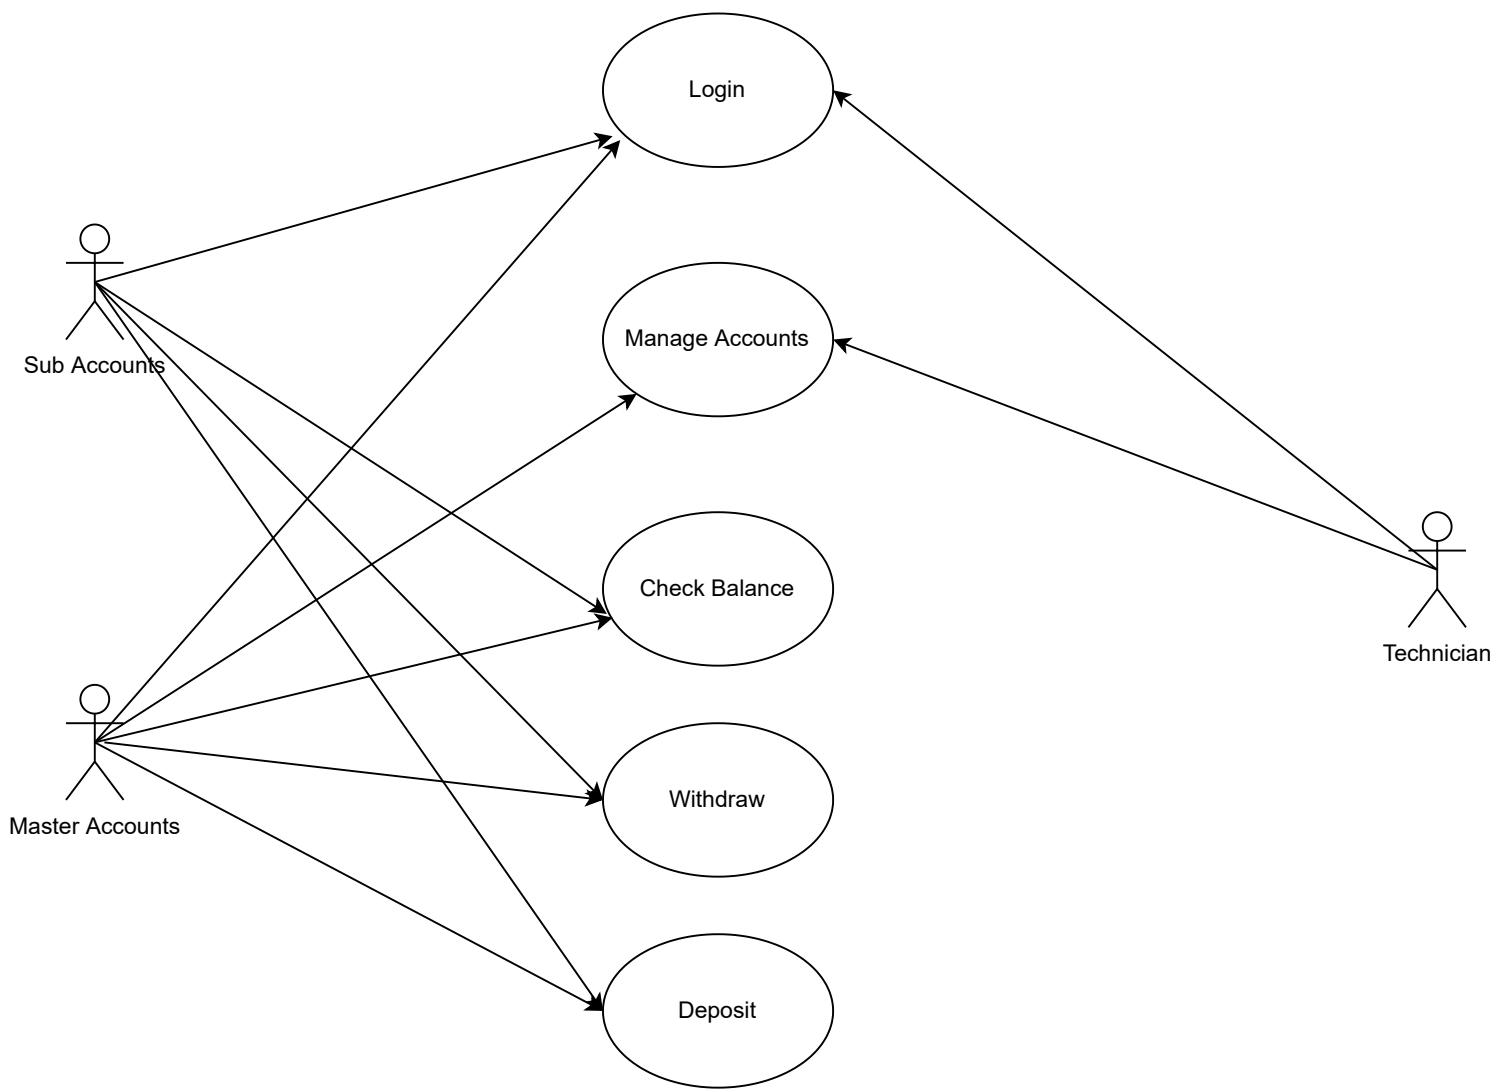 Login
Sub Accounts
Manage Accounts
Check Balance
Technician
Master Accounts
Withdraw
Deposit